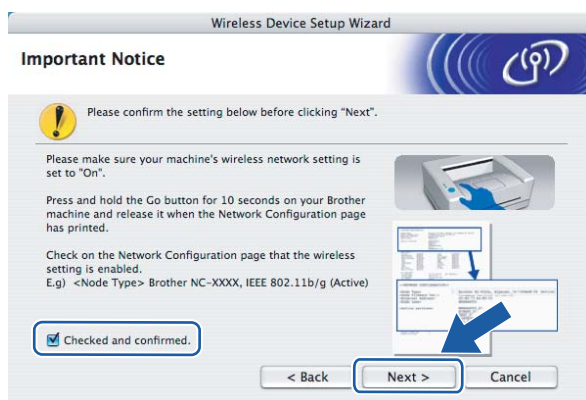 Wireless Device Setup Wizard
Important Notice
Please confirm the setting below before clicking "Next".
Please make sure your machine's wireless network setting is
set to "On".
Press and hold the Go button for 10 seconds on your Brother
machine and release it when the Network Configuration page
has printed.
Check on the Network Configuration page that the wireless
setting is enabled.
E.g) <Node Type> Brother NC-XXXX, IEEE 802.11b/g (Active)
Checked and confirmed.
< Back
Next >
Cancel